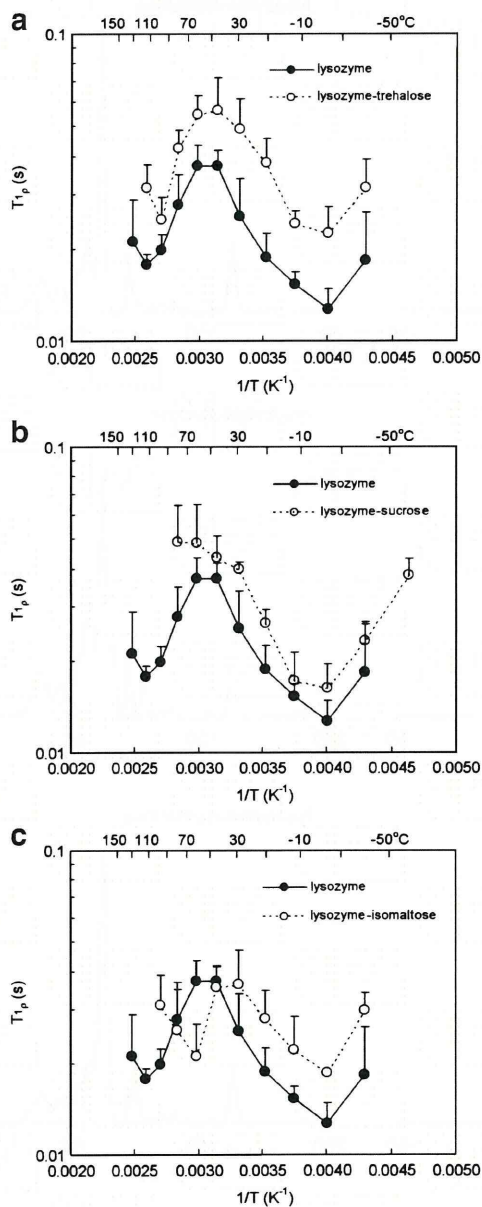 a
150 110 70 30 -10 -50°C
0.1
lysozyme
lysozyme-trehalose
T1ρ (s)
0.01
0.0020 0.0025 0.0030 0.0035 0.0040 0.0045 0.0050
1/T (K-1)
b
150 110 70 30 -10 -50°C
0.1
lysozyme
lysozyme-sucrose
T1ρ (s)
0.01
0.0020 0.0025 0.0030 0.0035 0.0040 0.0045 0.0050
1/T (K-1)
c
150 110 70 30 -10 -50°C
0.1
lysozyme
lysozyme-isomaltose
T1ρ (s)
0.01
0.0020 0.0025 0.0030 0.0035 0.0040 0.0045 0.0050
1/T (K-1)